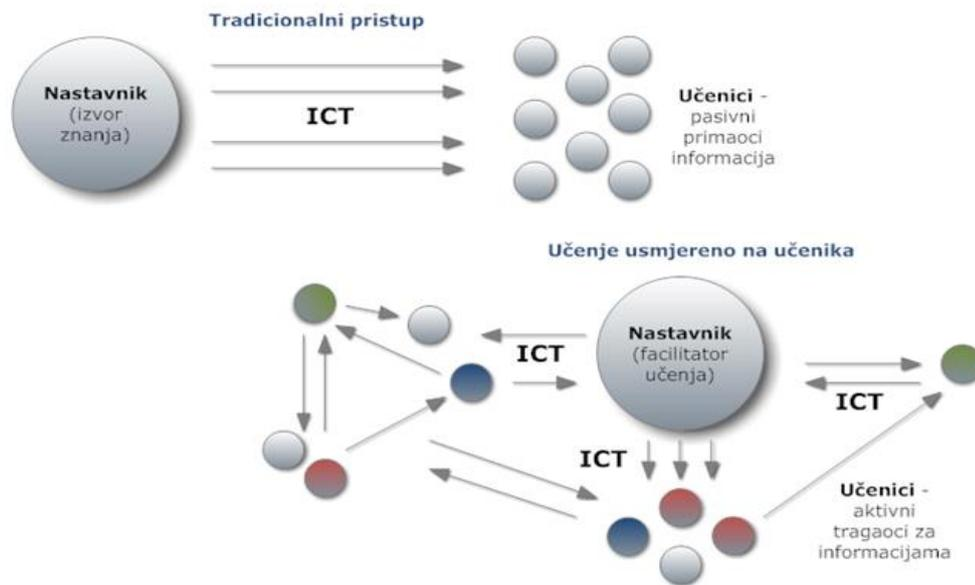 Tradicionalni pristup
Nastavnik
(izvor
znanja)
ICT
Učenici -
pasivni
primaoci
informacija
Učenje usmjereno na učenika
Nastavnik
(facilitator
učenja)
ICT
ICT
ICT
Učenici -
aktivni
tragaoci za
informacijama